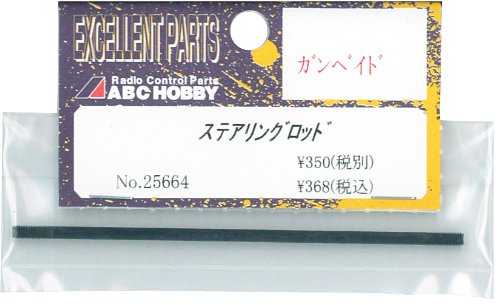 EXCELLENT PARTS
ガンベイド
Radio Control Parts
ABC HOBBY
ステアリングロッド
¥350(税別)
No.25664
¥368(税込)